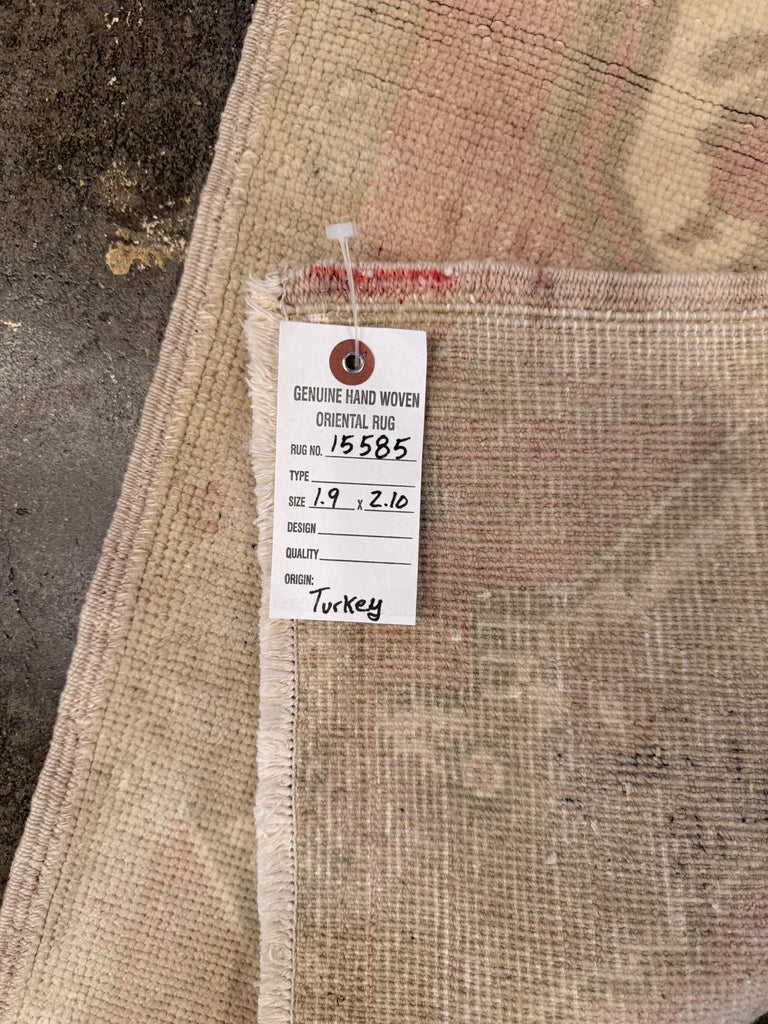 GENUINE HAND WOVEN
ORIENTAL RUG
RUG NO. 15585
TYPE
SIZE 1.9 x 2.10
DESIGN
QUALITY
ORIGIN:
Turkey